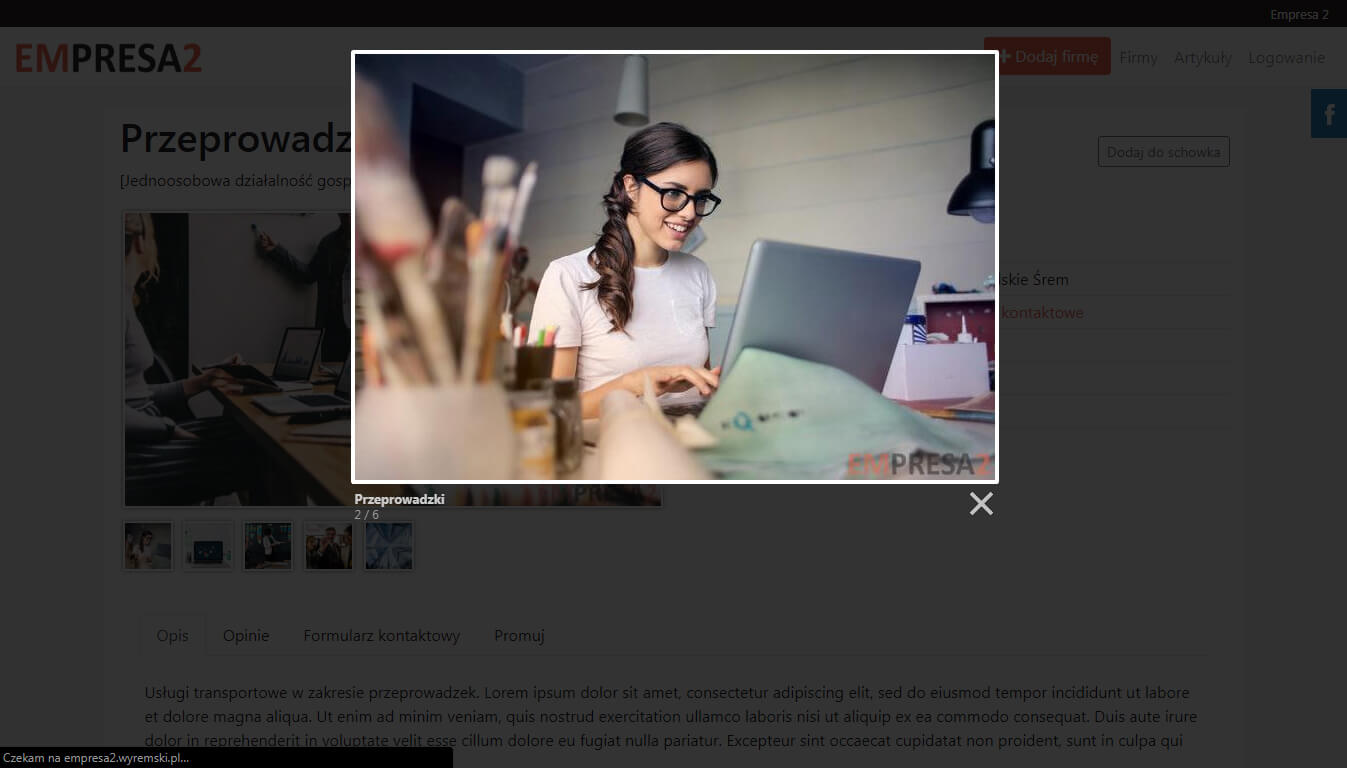 Empresa 2
EMPRESA2
+ Dodaj firmę
Firmy
Artykuły
Logowanie
Przeprowadz
Dodaj do schowka
[Jednoosobowa działalność gosp
skie Śrem
kontaktowe
EMPRESA2
EMPRESA2
Przeprowadzki
2 / 6
Opis
Opinie
Formularz kontaktowy
Promuj
Usługi transportowe w zakresie przeprowadzek. Lorem ipsum dolor sit amet, consectetur adipiscing elit, sed do eiusmod tempor incididunt ut labore
et dolore magna aliqua. Ut enim ad minim veniam, quis nostrud exercitation ullamco laboris nisi ut aliquip ex ea commodo consequat. Duis aute irure
dolor in reprehenderit in voluptate velit esse cillum dolore eu fugiat nulla pariatur. Excepteur sint occaecat cupidatat non proident, sunt in culpa qui
Czekam na empresa2.wyremski.pl...